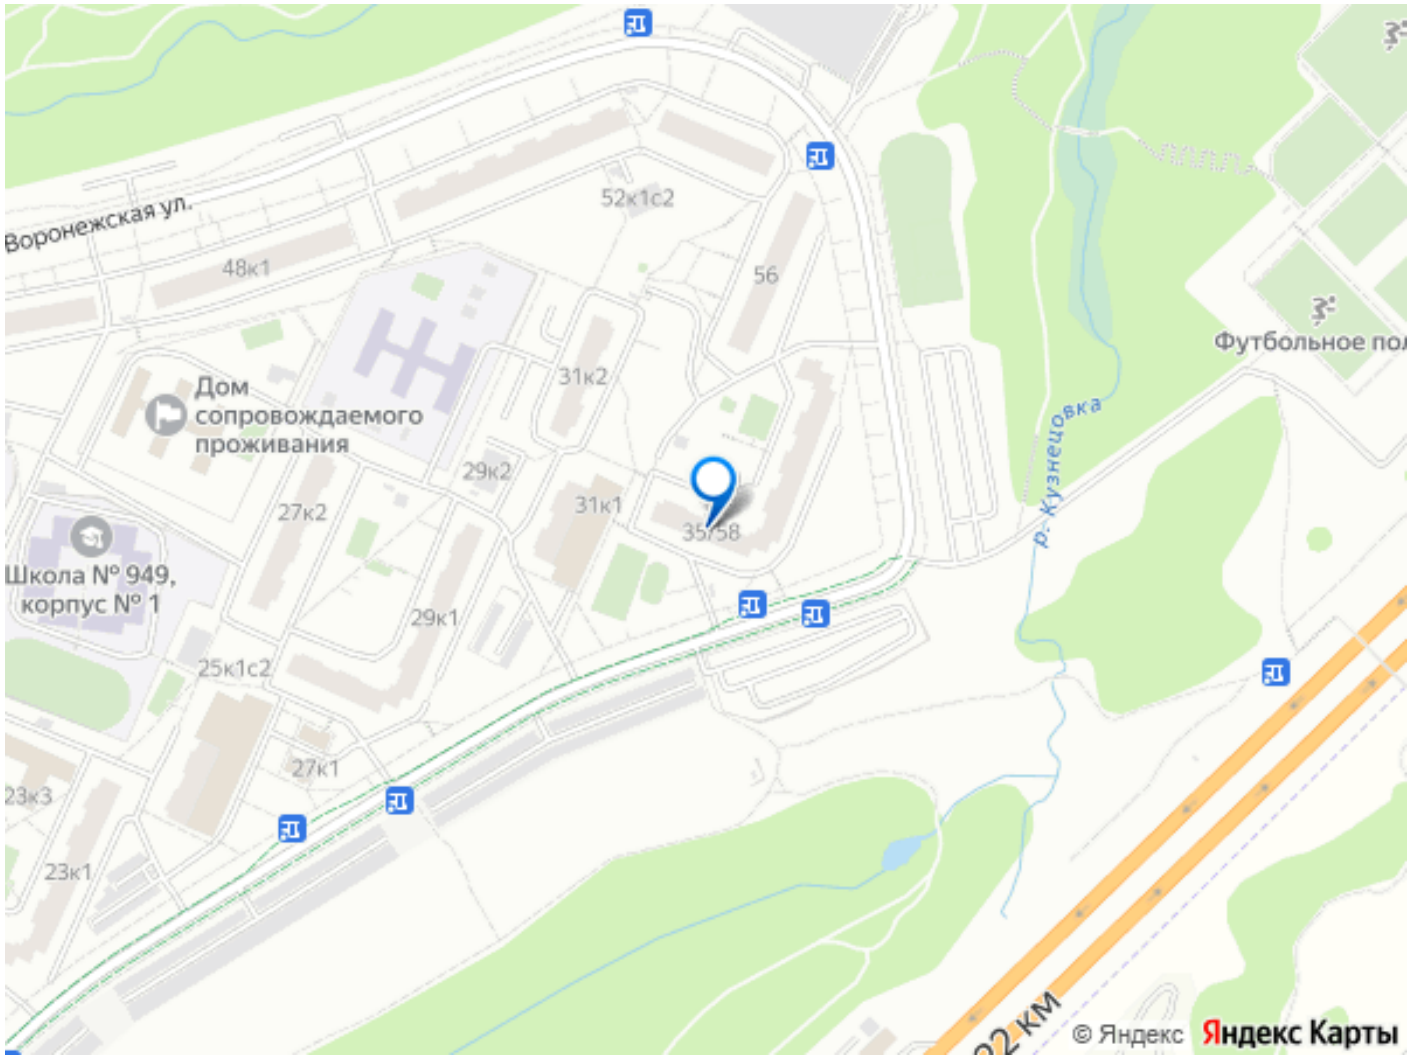 52к1с2
Воронежская ул.
48к1
56
Футбольное пол
31к2
Дом
сопровождаемого
проживания
р. Кузнецовка
29к2
31к1
27к2
35/58
Школа № 949,
корпус № 1
29к1
25к1с2
27к1
23к3
23к1
22 км
© Яндекс Яндекс Карты